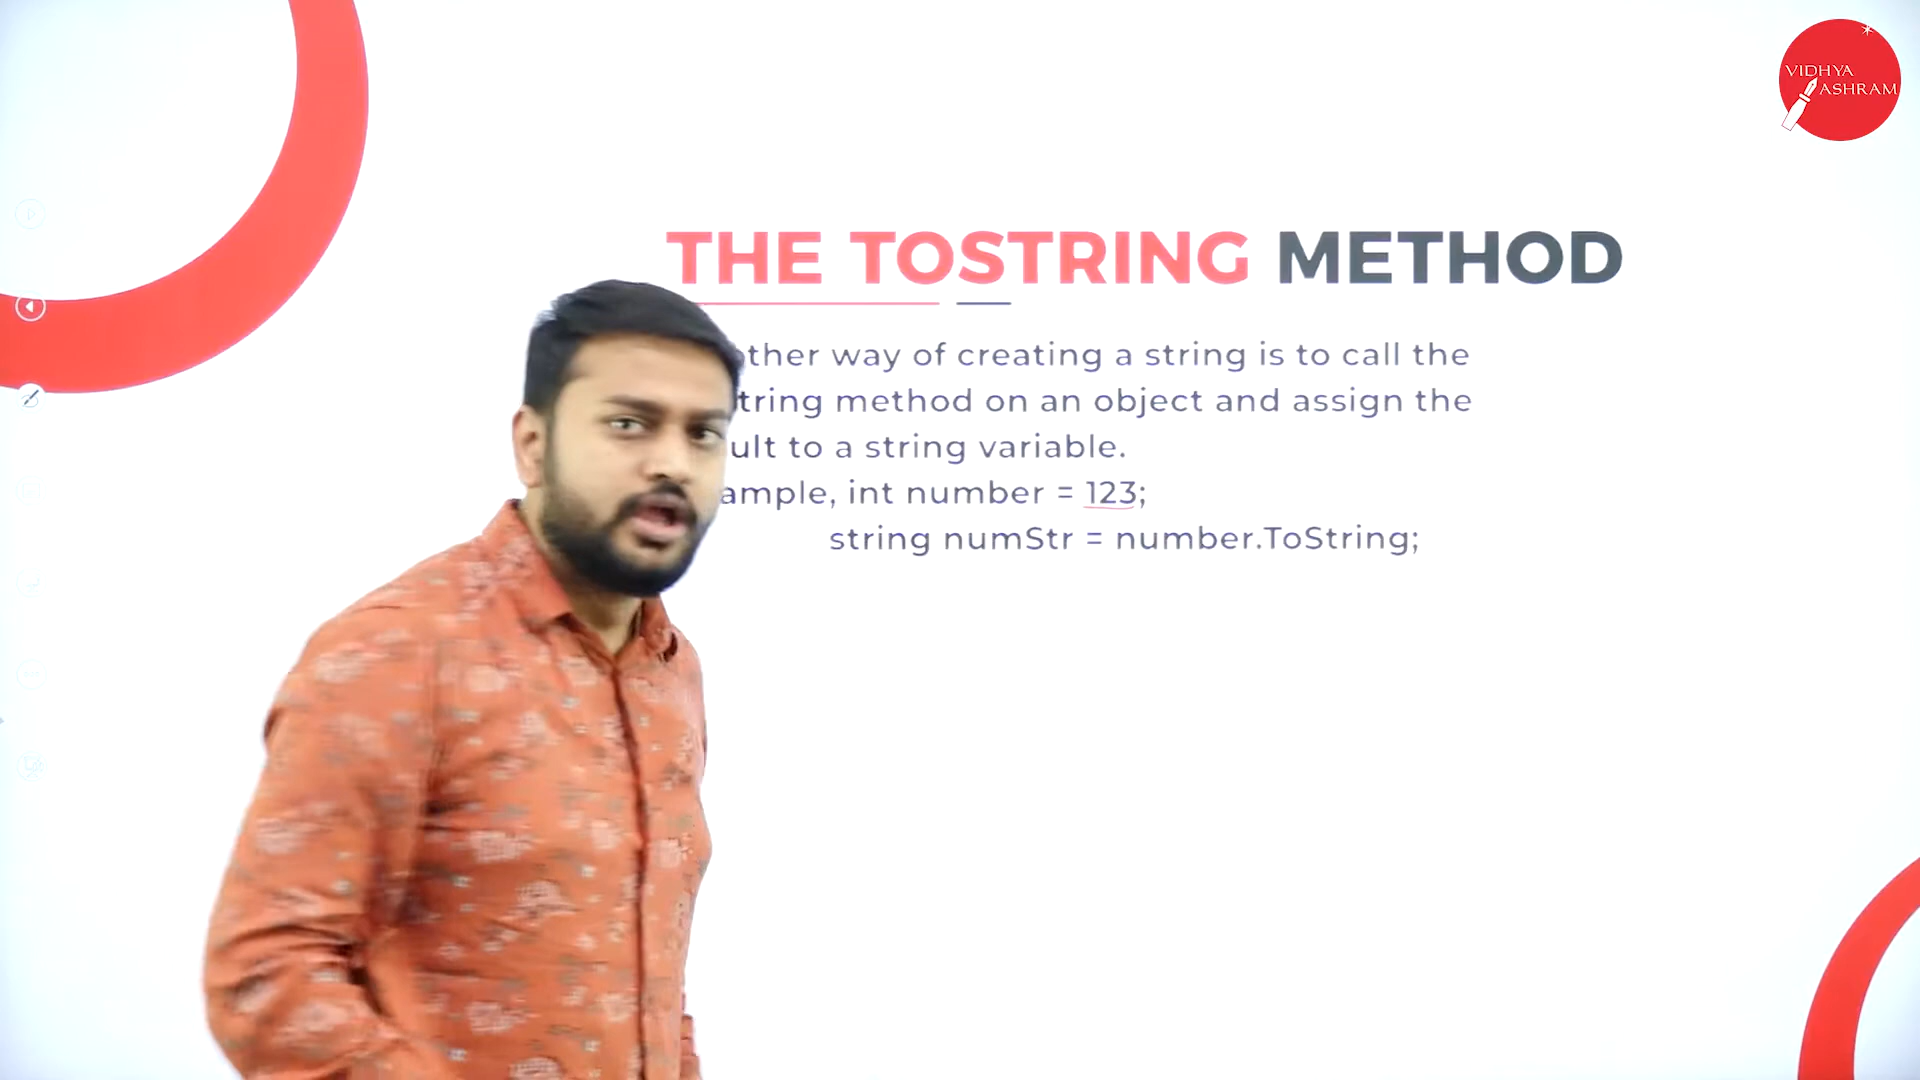 VIDHYA
ASHRAM
THE TOSTRING METHOD
other way of creating a string is to call the
tring method on an object and assign the
ult to a string variable.
ample, int number = 123;
string numStr = number.ToString;